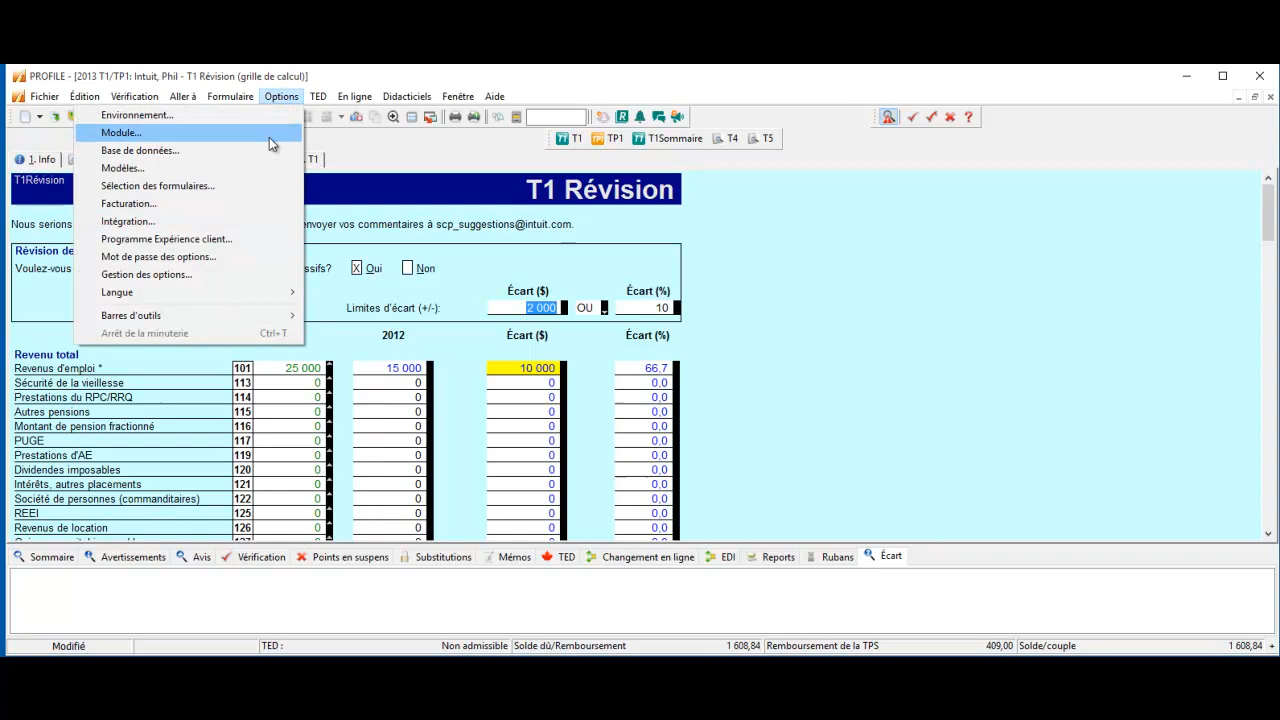 PROFILE - [2013 T1/TP1: Intuit, Phil - T1 Révision (grille de calcul)]
Fichier Édition Vérification Aller à Formulaire Options TED En ligne Didacticiels Fenêtre Aide
Environnement...
Module...
Base de données...
Modèles...
Sélection des formulaires...
Facturation...
Intégration...
Programme Expérience client...
Mot de passe des options...
Gestion des options...
Langue
Barres d'outils
Arrêt de la minuterie Ctrl+T
T1 TP1 T1Sommaire T4 T5
1. Info T1
T1Révision T1 Révision
Nous serions envoyer vos commentaires à scp_suggestions@intuit.com.
Révision de
Voulez-vous ssifs? X Oui Non
Écart ($) Écart (%)
Limites d'écart (+/-): 2 000 OU 10
2012 Écart ($) Écart (%)
Revenu total
Revenus d'emploi * 101 25 000 15 000 10 000 66,7
Sécurité de la vieillesse 113 0 0 0 0,0
Prestations du RPC/RRQ 114 0 0 0 0,0
Autres pensions 115 0 0 0 0,0
Montant de pension fractionné 116 0 0 0 0,0
PUGE 117 0 0 0 0,0
Prestations d'AE 119 0 0 0 0,0
Dividendes imposables 120 0 0 0 0,0
Intérêts, autres placements 121 0 0 0 0,0
Société de personnes (commanditaires) 122 0 0 0 0,0
REEI 125 0 0 0 0,0
Revenus de location 126 0 0 0 0,0
Sommaire Avertissements Avis Vérification Points en suspens Substitutions Mémos TED Changement en ligne EDI Reports Rubans Écart
Modifié TED : Non admissible Solde dû/Remboursement 1 608,84 Remboursement de la TPS 409,00 Solde/couple 1 608,84